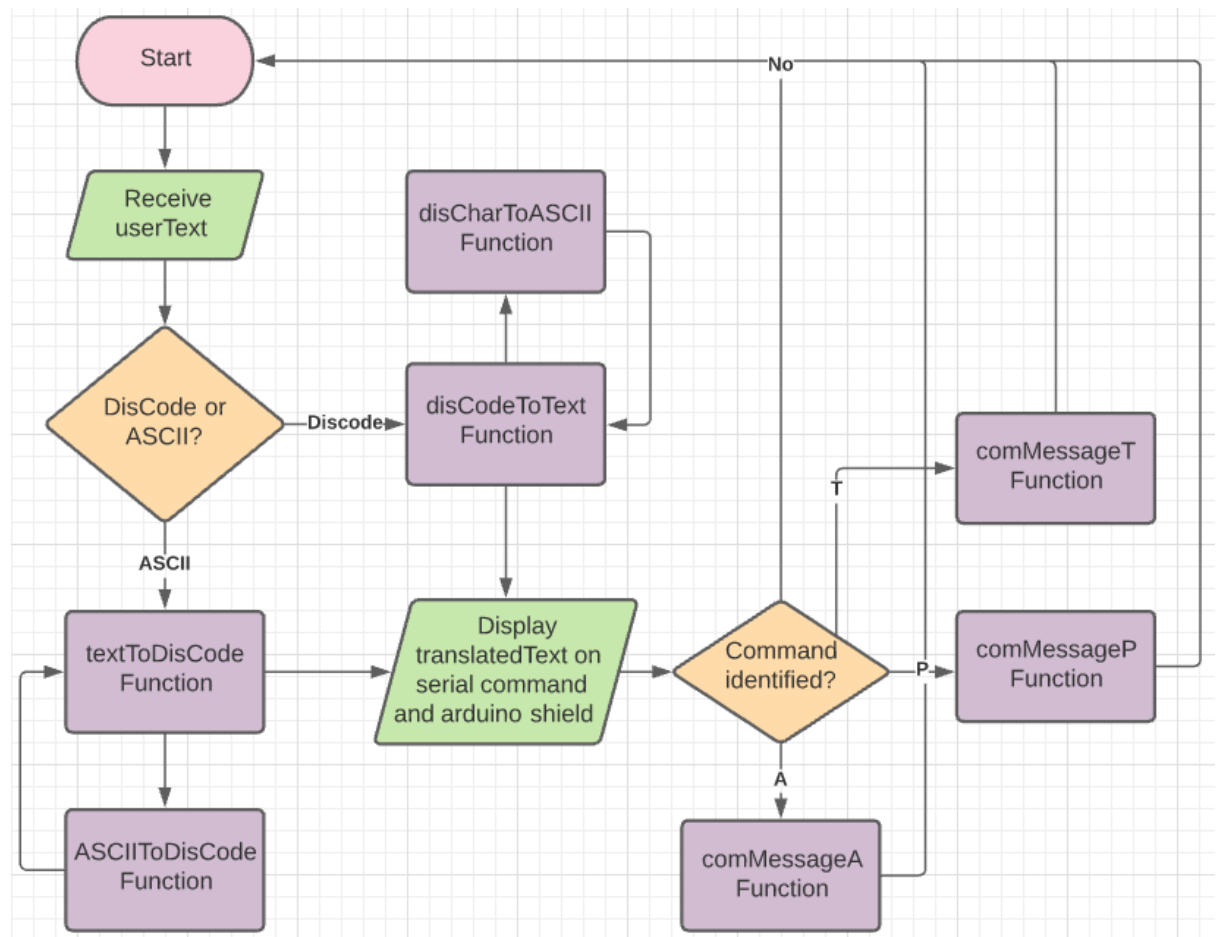 Start
No
Receive
userText
disCharToASCII
Function
DisCode or
ASCII?
Discode
disCodeToText
Function
comMessageT
Function
T
ASCII
textToDisCode
Function
Display
translatedText on
serial command
and arduino shield
Command
identified?
P
comMessageP
Function
A
ASCIIToDisCode
Function
comMessageA
Function